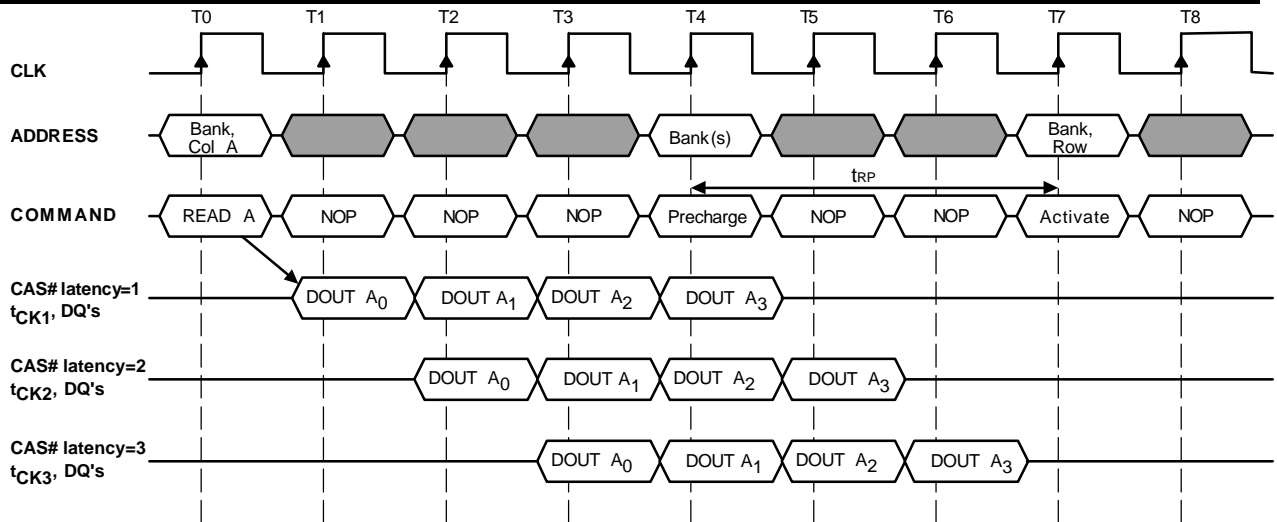 T0 T1 T2 T3 T4 T5 T6 T7 T8
CLK
ADDRESS
Bank,
Col A
Bank(s)
Bank,
Row
tRP
COMMAND
READ A NOP NOP NOP Precharge NOP NOP Activate NOP
CAS# latency=1
tCK1, DQ's
DOUT A0 DOUT A1 DOUT A2 DOUT A3
CAS# latency=2
tCK2, DQ's
DOUT A0 DOUT A1 DOUT A2 DOUT A3
CAS# latency=3
tCK3, DQ's
DOUT A0 DOUT A1 DOUT A2 DOUT A3